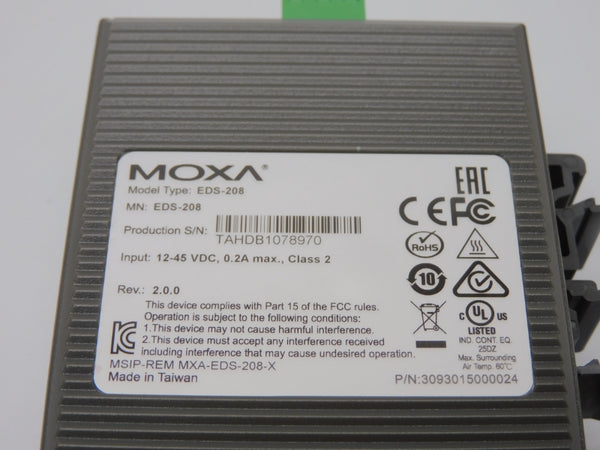 MOXA®
Model Type: EDS-208
MN: EDS-208
Production S/N:
TAHDB1078970
Input: 12-45 VDC, 0.2A max., Class 2
Rev.: 2.0.0
This device complies with Part 15 of the FCC rules.
Operation is subject to the following conditions:
1.This device may not cause harmful interference.
2.This device must accept any interference received
including interference that may cause undesired operation.
MSIP-REM MXA-EDS-208-X
Made in Taiwan
EAC
CE FC
RoHS
10
C UL US
LISTED
IND. CONT. EQ.
25DZ
Max. Surrounding
Air Temp. 60°C
P/N:3093015000024